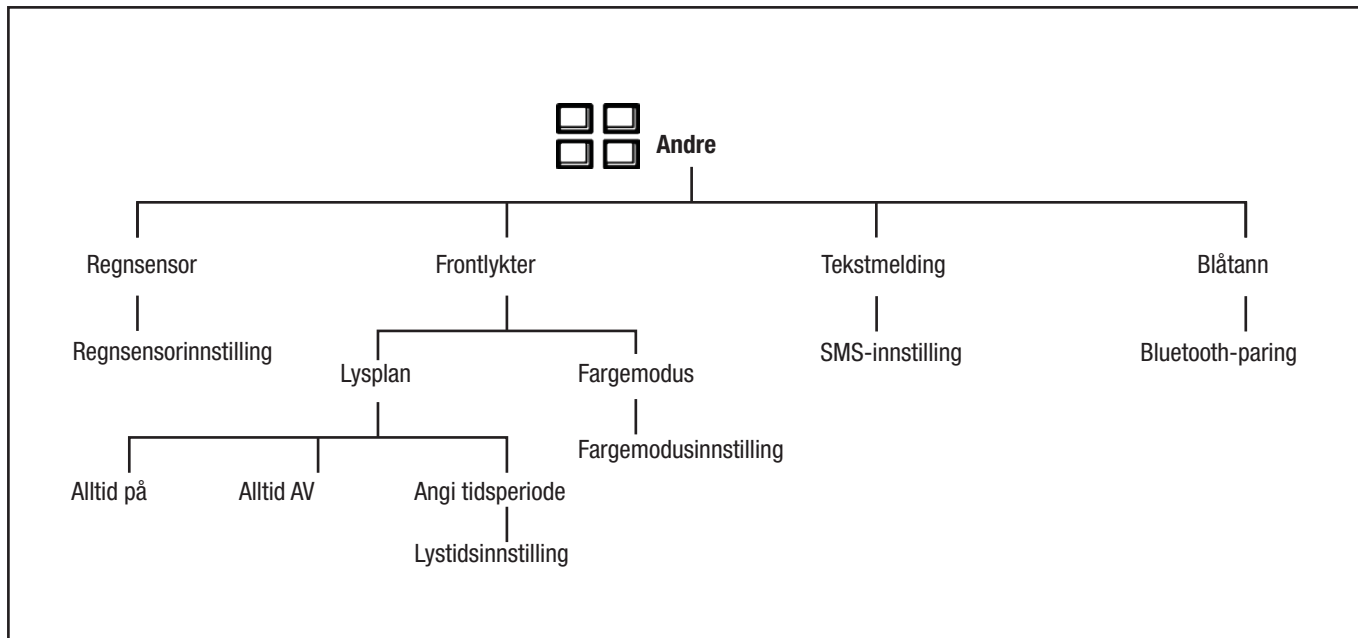 Andre
Regnsensor
Frontlykter
Tekstmelding
Blåtann
Regnsensorinnstilling
SMS-innstilling
Bluetooth-paring
Lysplan
Fargemodus
Fargemodusinnstilling
Alltid på
Alltid AV
Angi tidsperiode
Lystidsinnstilling